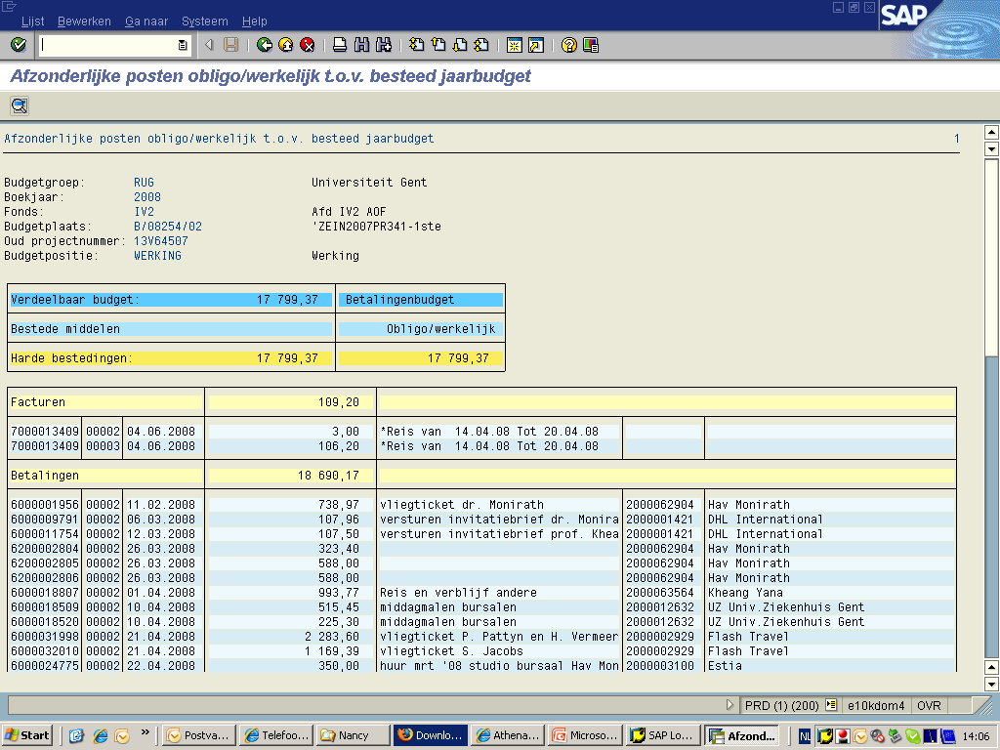 Lijst Bewerken Ga naar Systeem Help
SAP
Afzonderlijke posten obligo/werkelijk t.o.v. besteed jaarbudget
Afzonderlijke posten obligo/werkelijk t.o.v. besteed jaarbudget 1
Budgetgroep: RUG Universiteit Gent
Boekjaar: 2008
Fonds: IV2 Afd IV2 AOF
Budgetplaats: B/08254/02 'ZEIN2007PR341-1ste
Oud projectnummer: 13V64507
Budgetpositie: WERKING Werking
Verdeelbaar budget: 17 799,37 Betalingenbudget
Bestede middelen Obligo/werkelijk
Harde bestedingen: 17 799,37 17 799,37
Facturen 109,20
7000013409 00002 04.06.2008 3,00 *Reis van 14.04.08 Tot 20.04.08
7000013409 00003 04.06.2008 106,20 *Reis van 14.04.08 Tot 20.04.08
Betalingen 18 690,17
6000001956 00002 11.02.2008 738,97 vliegticket dr. Monirath 2000062904 Hav Monirath
6000009791 00002 06.03.2008 107,96 versturen invitatiebrief dr. Monira 2000001421 DHL International
6000011754 00002 12.03.2008 107,50 versturen invitatiebrief prof. Khea 2000001421 DHL International
6200002804 00002 26.03.2008 323,40 2000062904 Hav Monirath
6200002805 00002 26.03.2008 588,00 2000062904 Hav Monirath
6200002806 00002 26.03.2008 588,00 2000062904 Hav Monirath
6000018807 00002 01.04.2008 993,77 Reis en verblijf andere 2000063564 Kheang Yana
6000018509 00002 10.04.2008 515,45 middagmalen bursalen 2000012632 UZ Univ.Ziekenhuis Gent
6000018520 00002 10.04.2008 225,30 middagmalen bursalen 2000012632 UZ Univ.Ziekenhuis Gent
6000031998 00002 21.04.2008 2 283,60 vliegticket P. Pattyn en H. Vermeer 2000002929 Flash Travel
6000032010 00002 21.04.2008 1 169,39 vliegticket S. Jacobs 2000002929 Flash Travel
6000024775 00002 22.04.2008 350,00 huur mrt '08 studio bursaal Hav Mon 2000003100 Estia
PRD (1) (200) e10kdom4 OVR
Start » Postva... Telefoo... Nancy Downlo... Athena... Microso... SAP Lo... Afzond... NL 14:06